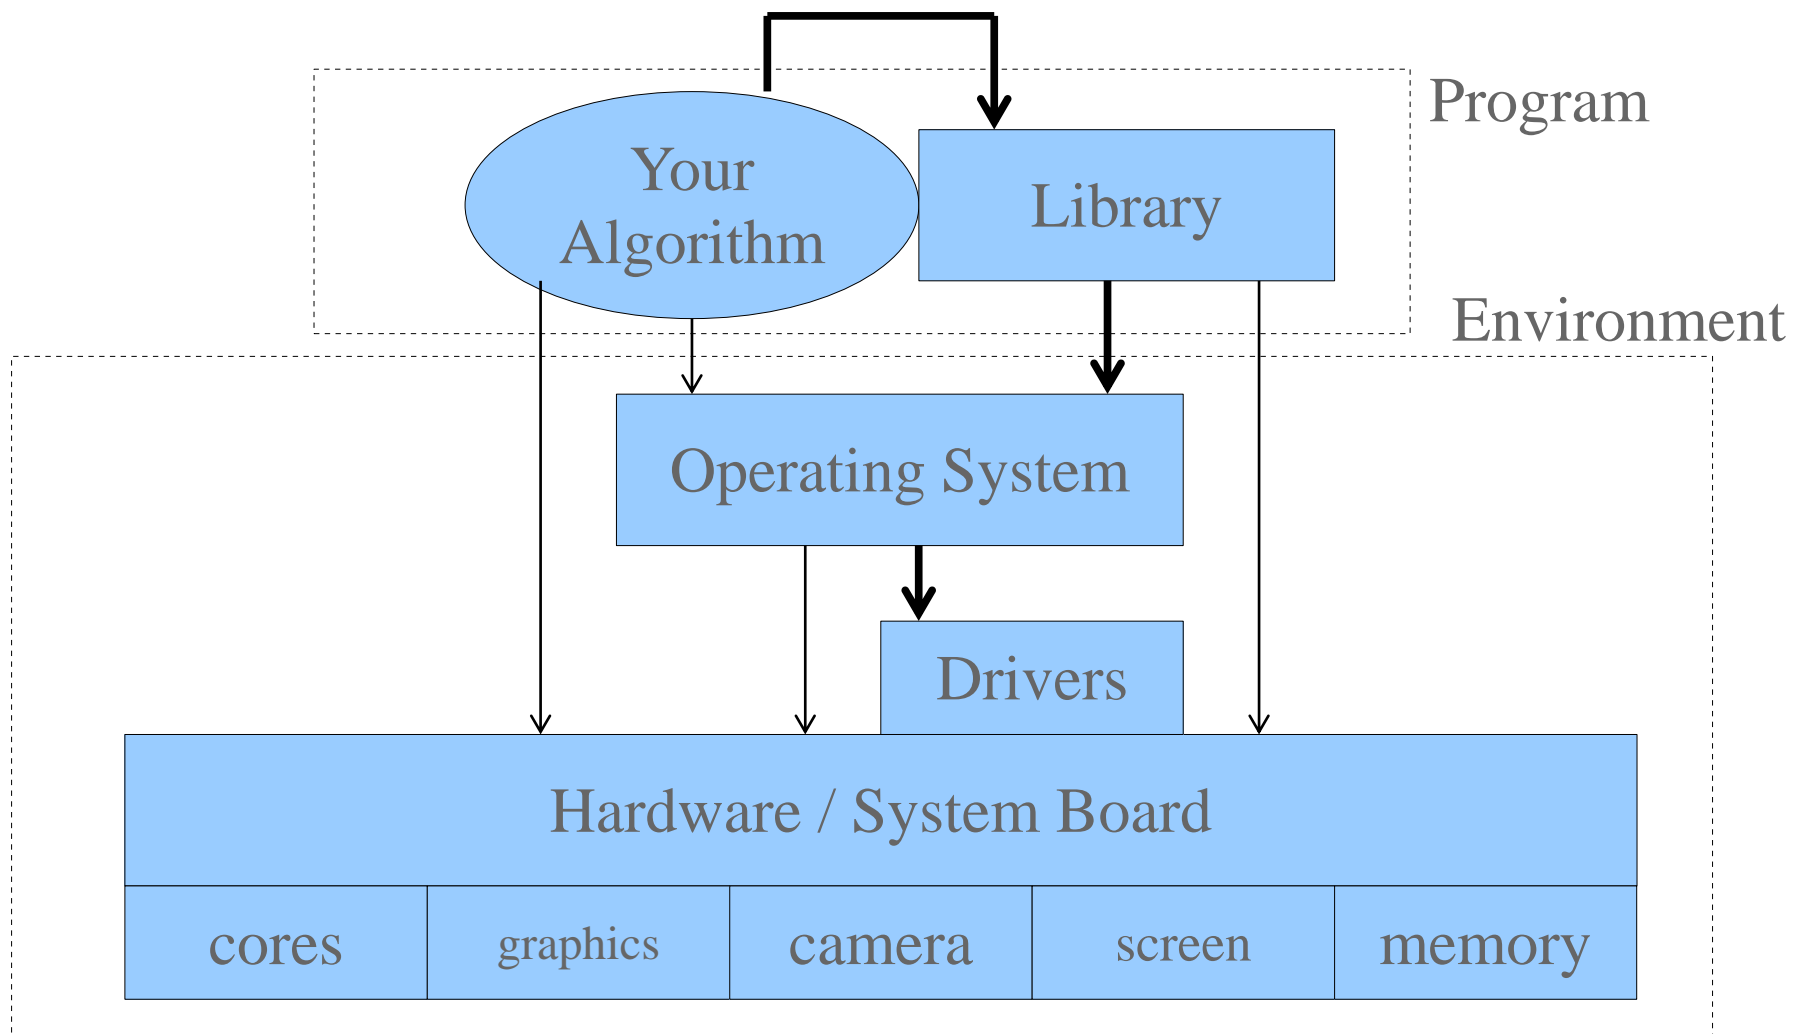 Program
Your
Algorithm
Library
Environment
Operating System
Drivers
Hardware / System Board
cores
graphics
camera
screen
memory